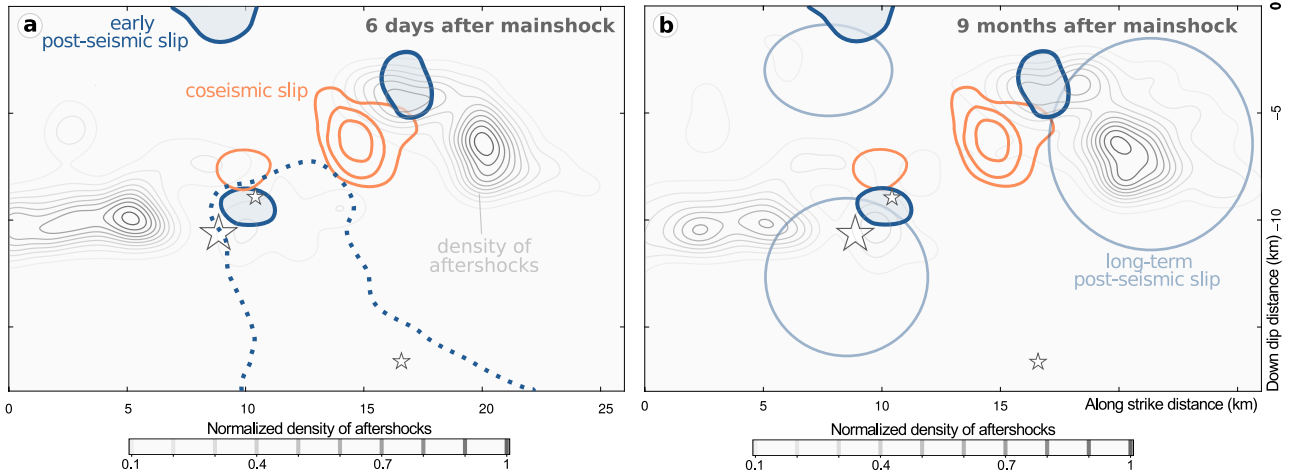 a
early
post-seismic slip
6 days after mainshock
coseismic slip
density of
aftershocks
0
5
10
15
20
25
Normalized density of aftershocks
0.1
0.4
0.7
1
b
9 months after mainshock
long-term
post-seismic slip
0
−5
−10
Down dip distance (km)
0
5
10
Along strike distance (km)
Normalized density of aftershocks
0.1
0.4
0.7
1